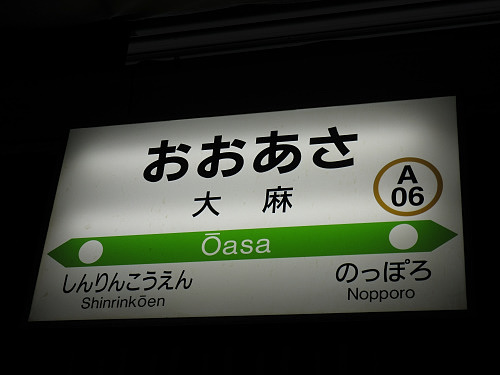 おおあさ
大麻
A
06
Ōasa
しんりんこうえん
Shinrinkōen
のっぽろ
Nopporo